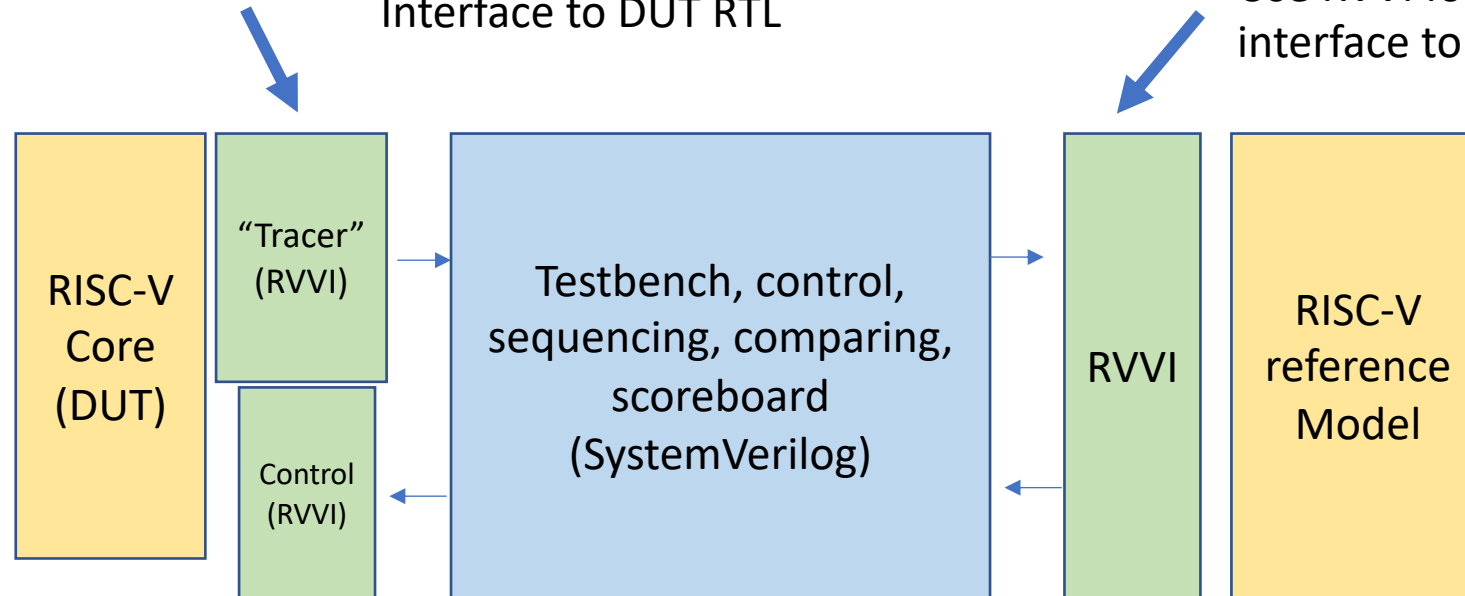 Interface to DUT RTL
interface to
RISC-V
Core
(DUT)
“Tracer”
(RVVI)
Control
(RVVI)
Testbench, control,
sequencing, comparing,
scoreboard
(SystemVerilog)
RVVI
RISC-V
reference
Model